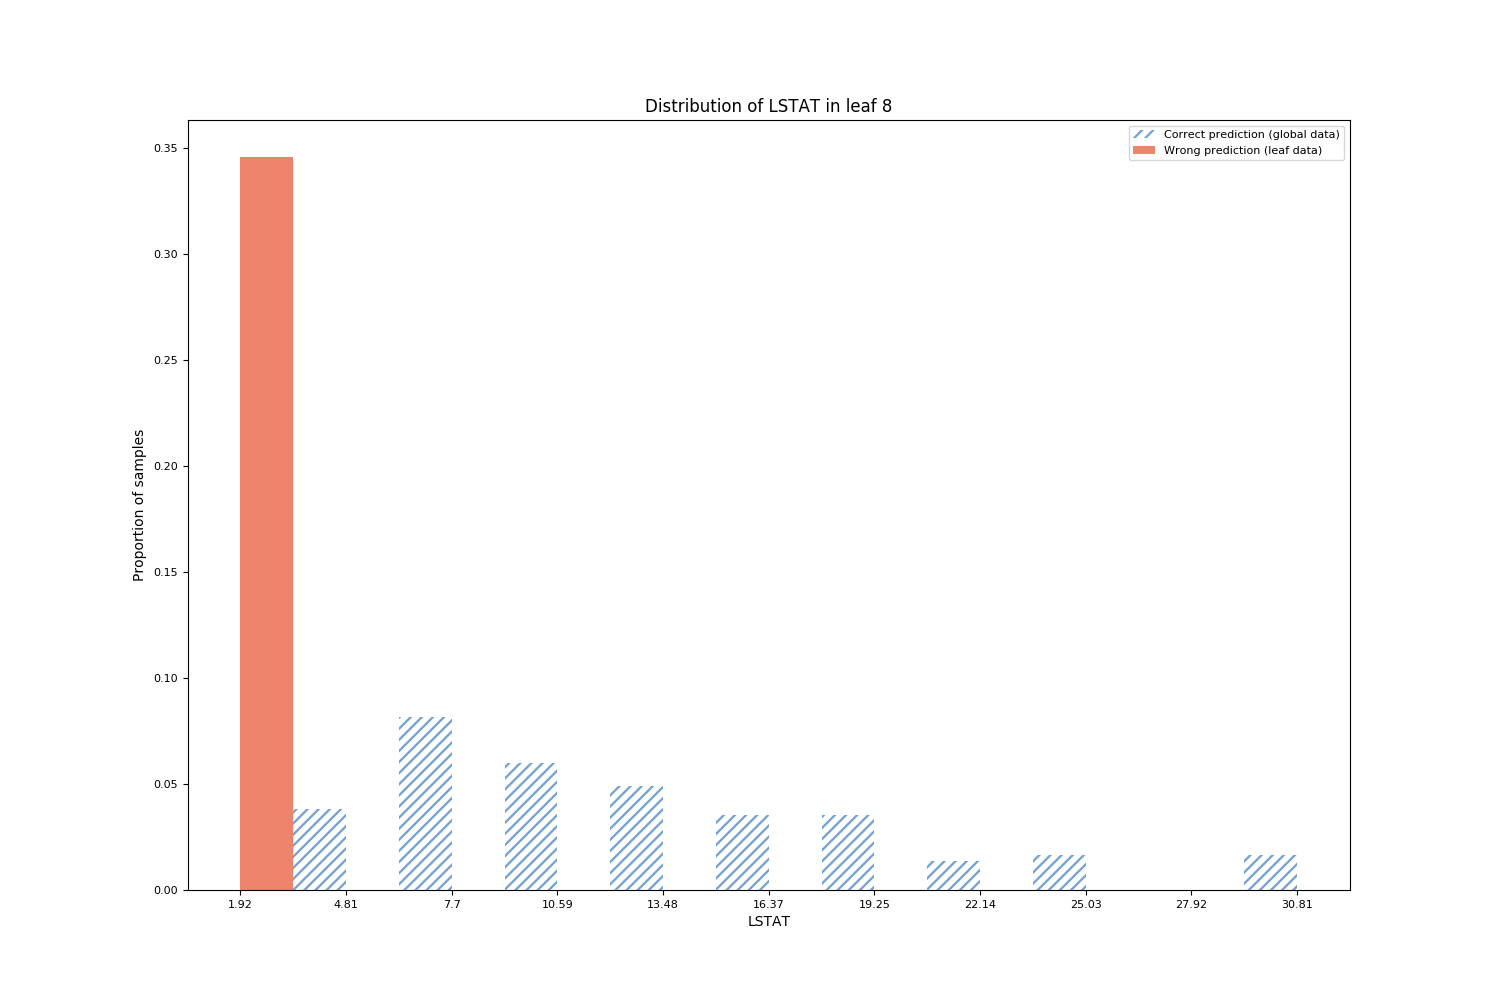 Distribution of LSTAT in leaf 8
Correct prediction (global data)
Wrong prediction (leaf data)
0.35
0.30
0.25
0.20
0.15
0.10
0.05
0.00
Proportion of samples
1.92 4.81 7.7 10.59 13.48 16.37 19.25 22.14 25.03 27.92 30.81
LSTAT